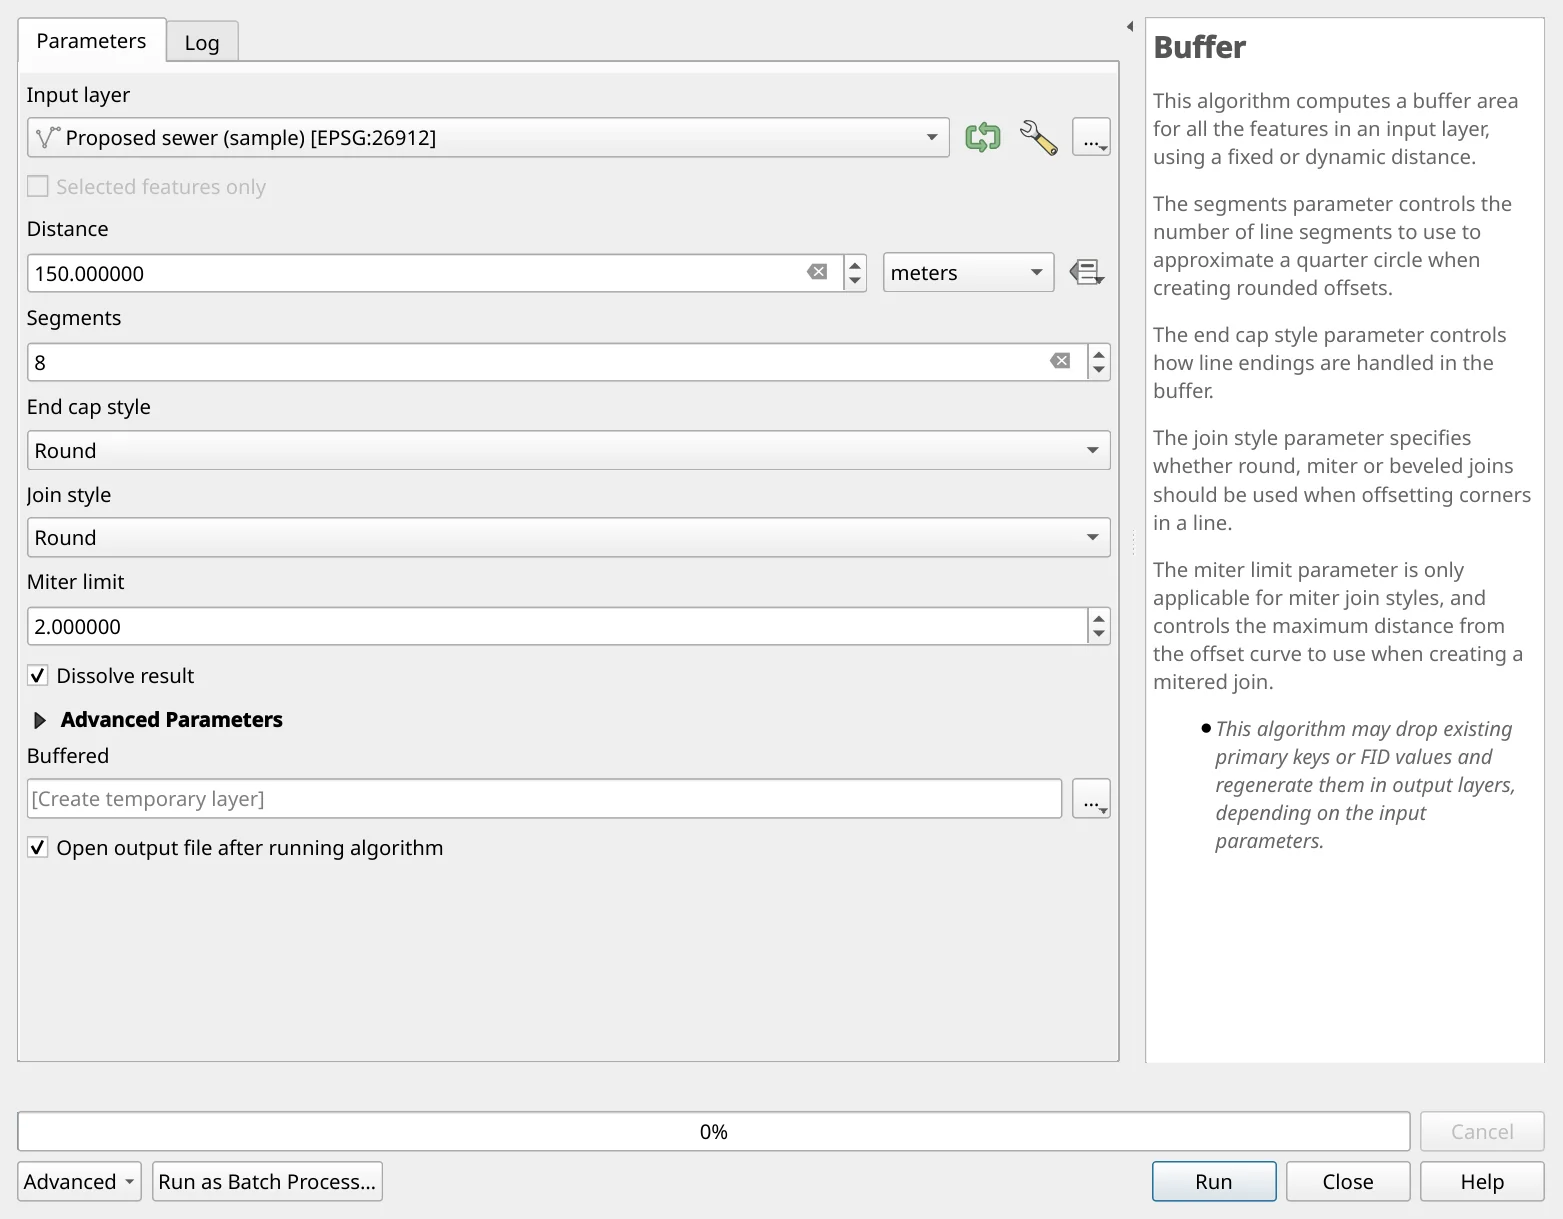 Parameters
Log
Input layer
Proposed sewer (sample) [EPSG:26912]
...
Selected features only
Distance
150.000000
meters
Segments
8
End cap style
Round
Join style
Round
Miter limit
2.000000
Dissolve result
Advanced Parameters
Buffered
[Create temporary layer]
...
Open output file after running algorithm
Buffer
This algorithm computes a buffer area
for all the features in an input layer,
using a fixed or dynamic distance.
The segments parameter controls the
number of line segments to use to
approximate a quarter circle when
creating rounded offsets.
The end cap style parameter controls
how line endings are handled in the
buffer.
The join style parameter specifies
whether round, miter or beveled joins
should be used when offsetting corners
in a line.
The miter limit parameter is only
applicable for miter join styles, and
controls the maximum distance from
the offset curve to use when creating a
mitered join.
• This algorithm may drop existing
primary keys or FID values and
regenerate them in output layers,
depending on the input
parameters.
0%
Cancel
Advanced
Run as Batch Process...
Run
Close
Help